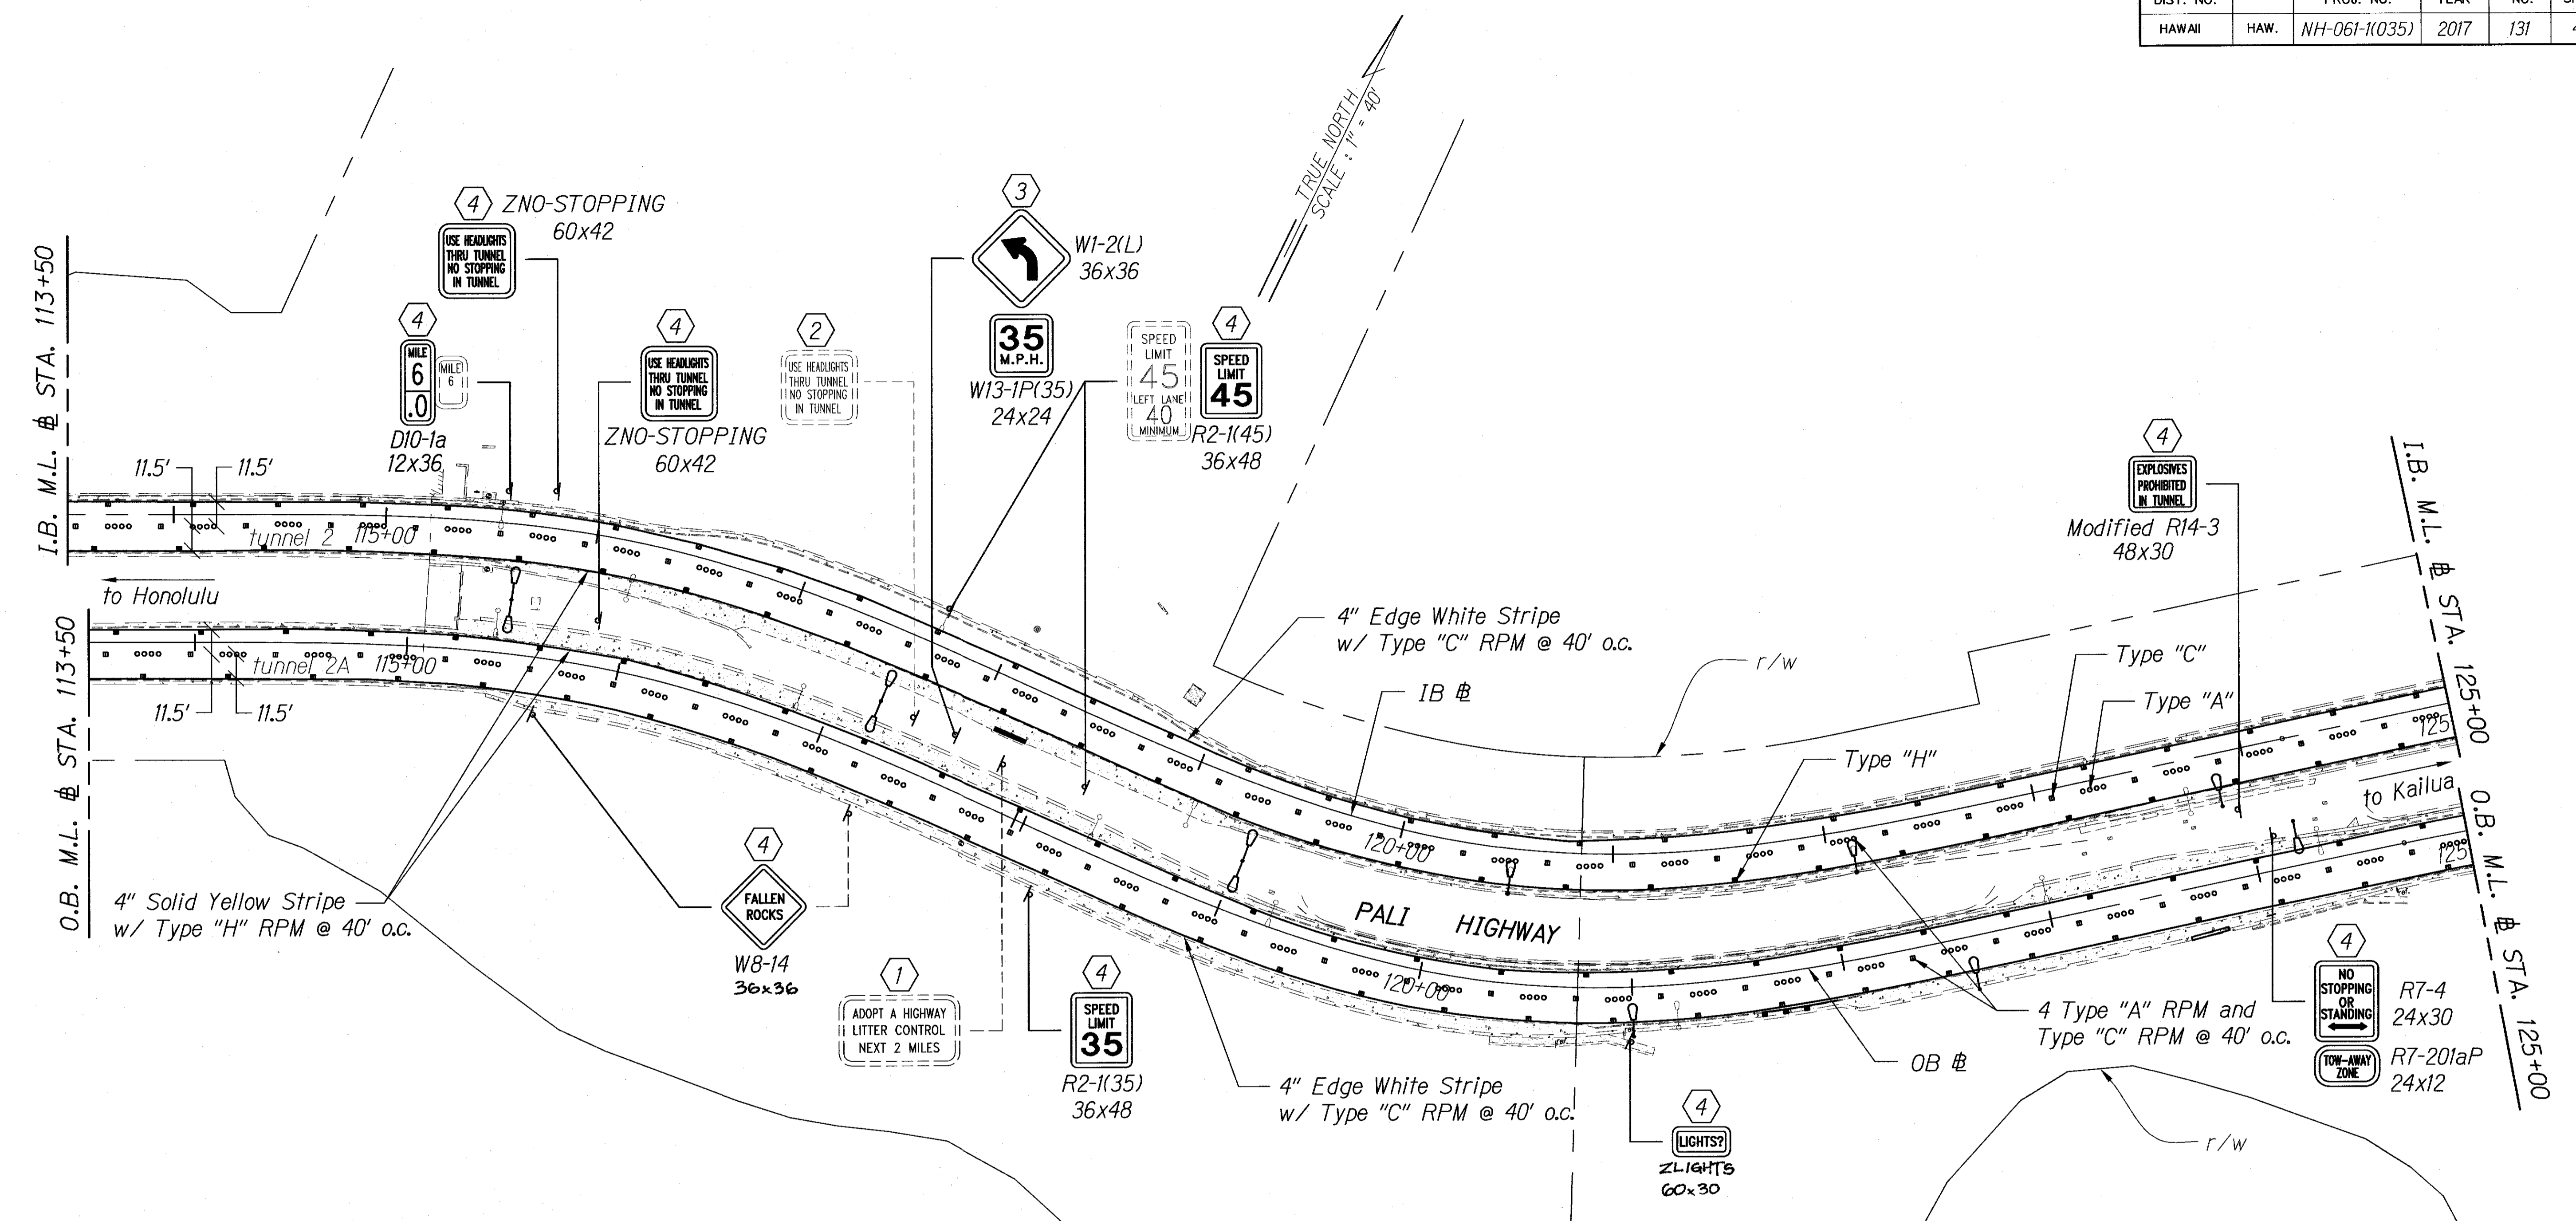 HAWAII HAW. NH-061-1(035) 2017 131
TRUE NORTH
SCALE : 1" = 40'
I.B. M.L. STA. 113+50
O.B. M.L. STA. 113+50
4
ZNO-STOPPING
60x42
USE HEADLIGHTS
THRU TUNNEL
NO STOPPING
IN TUNNEL
4
MILE
6
.0
MILE
6
D10-1a
12x36
4
USE HEADLIGHTS
THRU TUNNEL
NO STOPPING
IN TUNNEL
ZNO-STOPPING
60x42
2
USE HEADLIGHTS
THRU TUNNEL
NO STOPPING
IN TUNNEL
3
W1-2(L)
36x36
35
M.P.H.
W13-1P(35)
24x24
SPEED
LIMIT
45
LEFT LANE
40
MINIMUM
4
SPEED
LIMIT
45
R2-1(45)
36x48
4
EXPLOSIVES
PROHIBITED
IN TUNNEL
Modified R14-3
48x30
I.B. M.L. STA. 125+00
O.B. M.L. STA. 125+00
11.5'
11.5'
tunnel 2
115+00
to Honolulu
tunnel 2A
115+00
11.5'
11.5'
4" Edge White Stripe
w/ Type "C" RPM @ 40' o.c.
IB
r/w
Type "C"
Type "A"
Type "H"
125
to Kailua
125
120+00
PALI HIGHWAY
120+00
4" Solid Yellow Stripe
w/ Type "H" RPM @ 40' o.c.
4
FALLEN
ROCKS
W8-14
36x36
1
ADOPT A HIGHWAY
LITTER CONTROL
NEXT 2 MILES
4
SPEED
LIMIT
35
R2-1(35)
36x48
4" Edge White Stripe
w/ Type "C" RPM @ 40' o.c.
4
LIGHTS?
ZLIGHTS
60x30
OB
4 Type "A" RPM and
Type "C" RPM @ 40' o.c.
4
NO
STOPPING
OR
STANDING
R7-4
24x30
TOW-AWAY
ZONE
R7-201aP
24x12
r/w